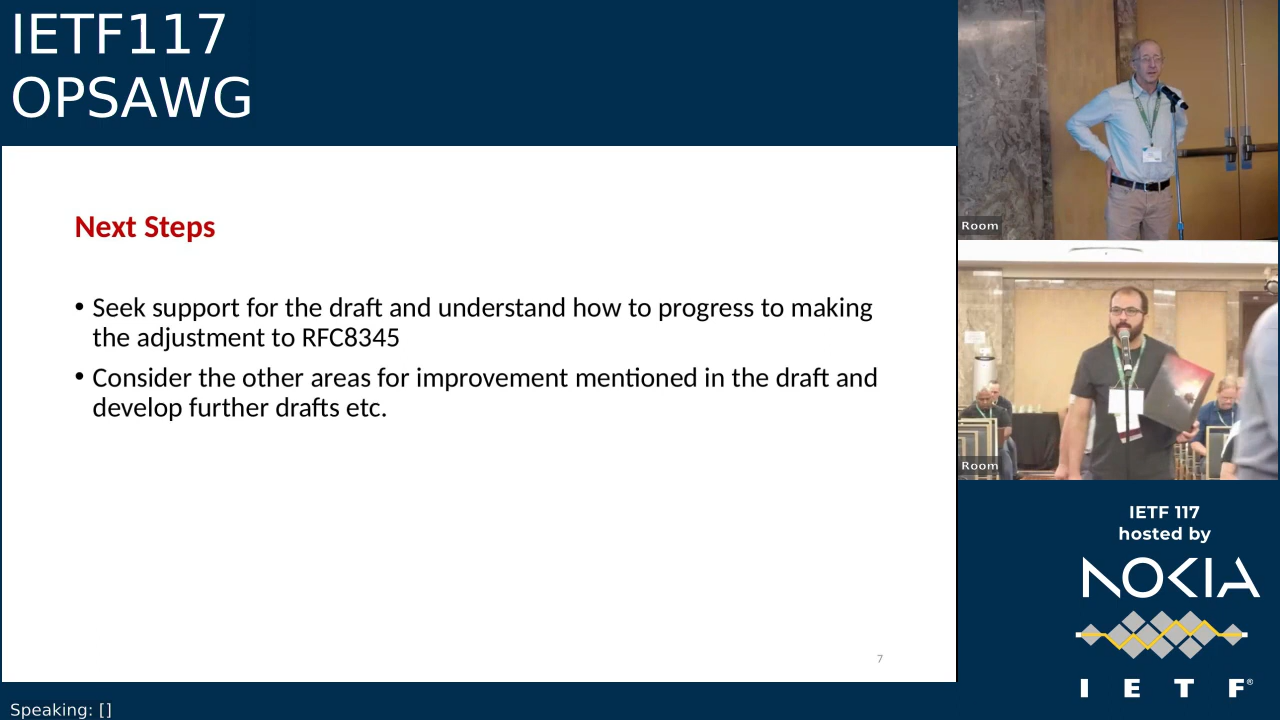 IETF117
OPSAWG
Next Steps
• Seek support for the draft and understand how to progress to making
the adjustment to RFC8345
• Consider the other areas for improvement mentioned in the draft and
develop further drafts etc.
7
Speaking: []
Room
Room
IETF 117
hosted by
NOKIA
I E T F®